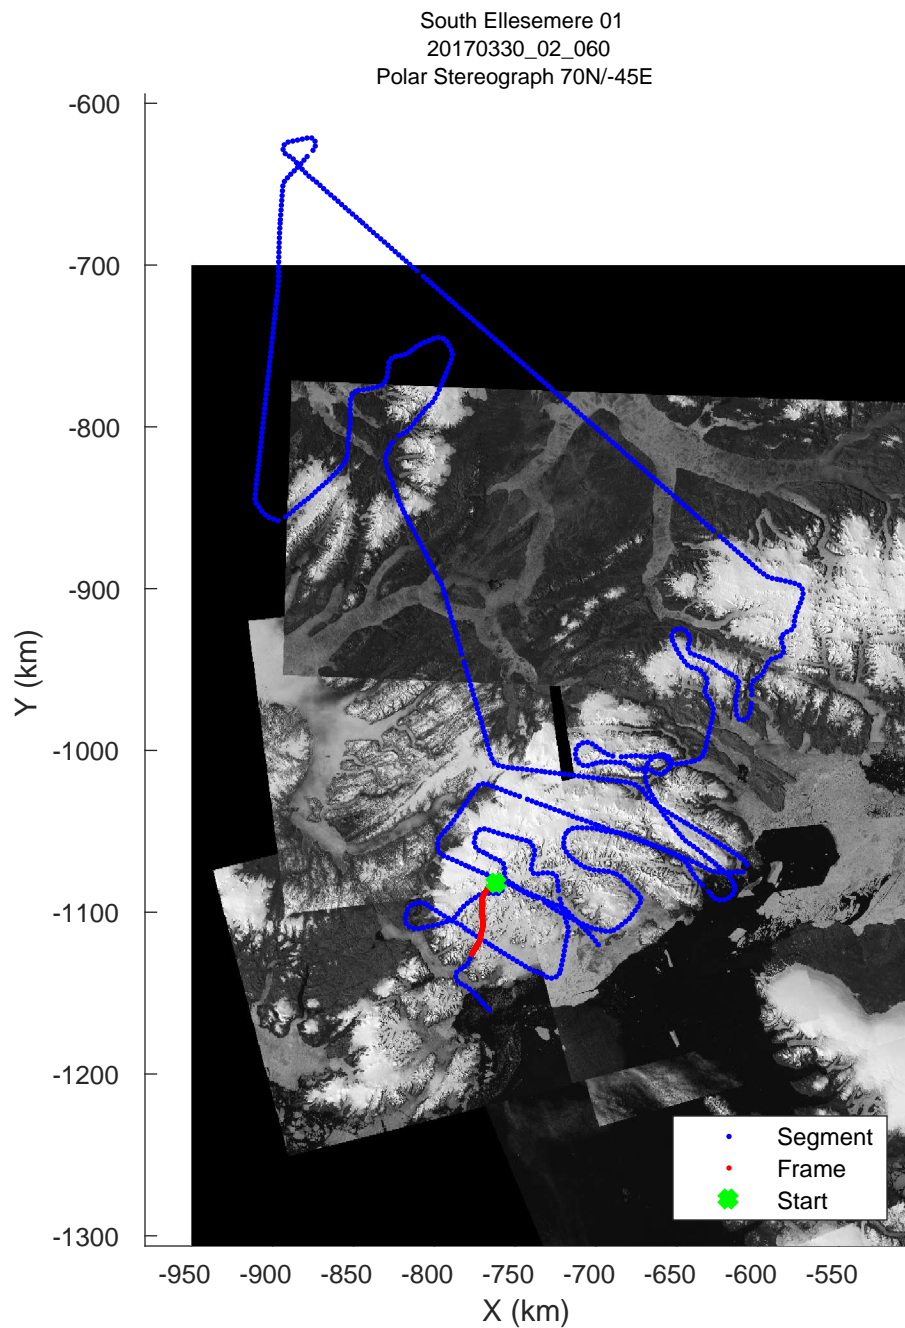 South Ellesemere 01
20170330_02_060
Polar Stereograph 70N/-45E
-600
-700
-800
-900
-1000
-1100
-1200
-1300
Y (km)
Segment
Frame
Start
-950 -900 -850 -800 -750 -700 -650 -600 -550
X (km)